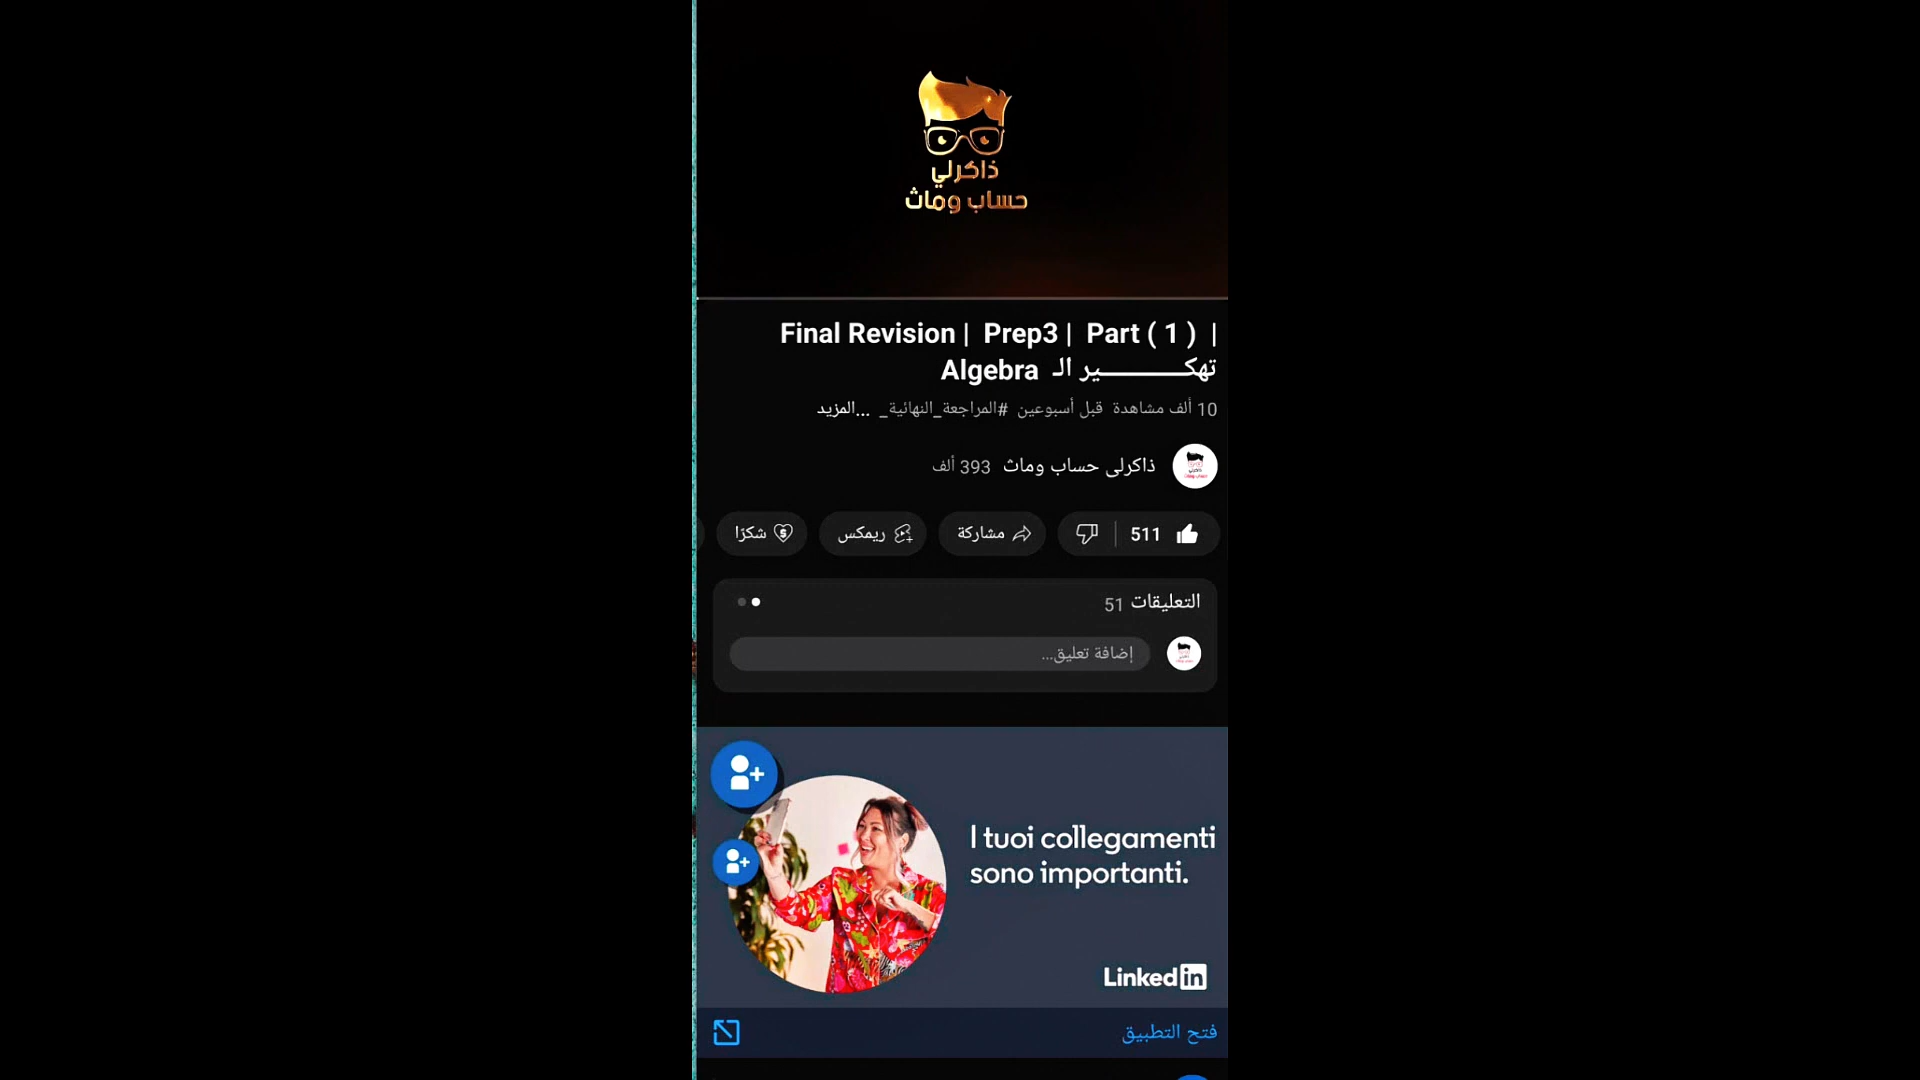 ذاكرلي
حساب وماث
Final Revision | Prep3 | Part ( 1 ) |
تهكـــــــــــــير الـ Algebra
10 ألف مشاهدة قبل أسبوعين #المراجعة_النهائية_ ...المزيد
ذاكرلى حساب وماث 393 ألف
511
مشاركة
ريمكس
شكرًا
التعليقات 51
إضافة تعليق...
I tuoi collegamenti
sono importanti.
Linkedin
فتح التطبيق